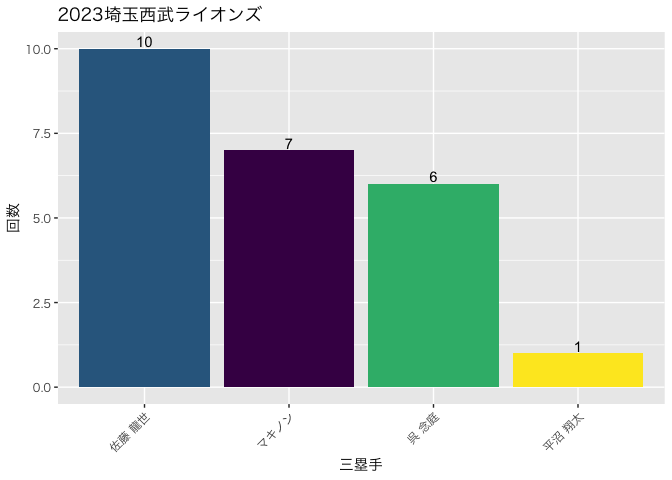 2023埼玉西武ライオンズ
10
7
6
1
10.0
7.5
5.0
2.5
0.0
回数
佐藤 龍世
マキノン
呉 念庭
平沼 翔太
三塁手